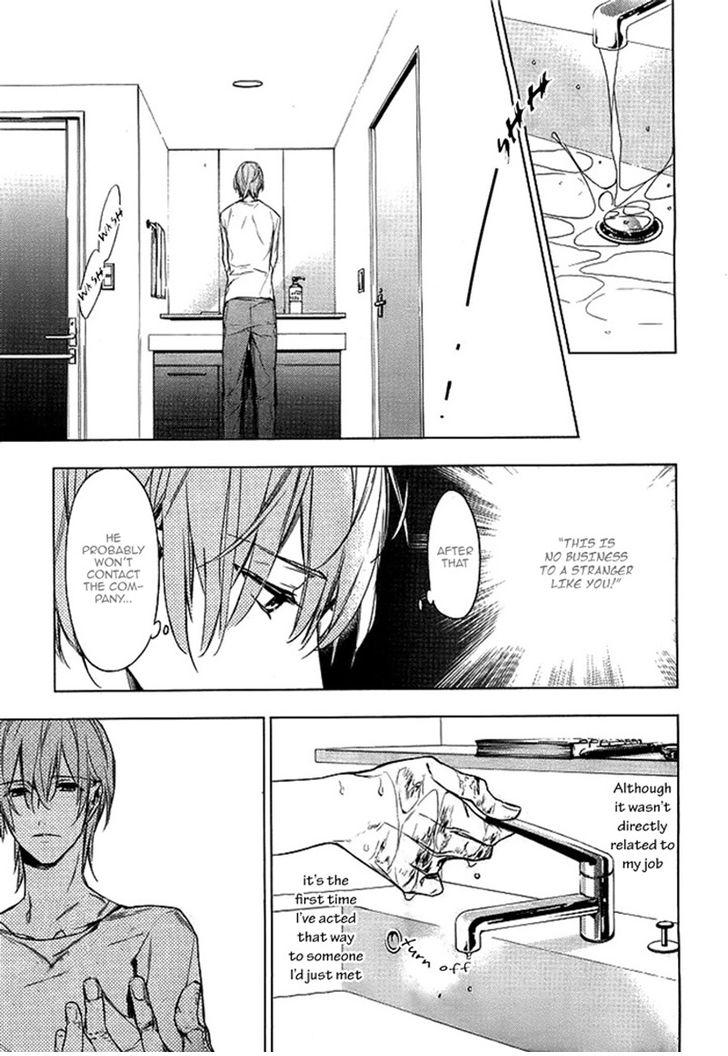 SHHH
WASH
WASH
"THIS IS
NO BUSINESS
TO A STRANGER
LIKE YOU!"
AFTER
THAT
HE
PROBABLY
WON'T
CONTACT
THE COM-
PANY...
Although
it wasn't
directly
related to
my job
it's the
first time
I've acted
that way
to someone
I'd just met
turn off